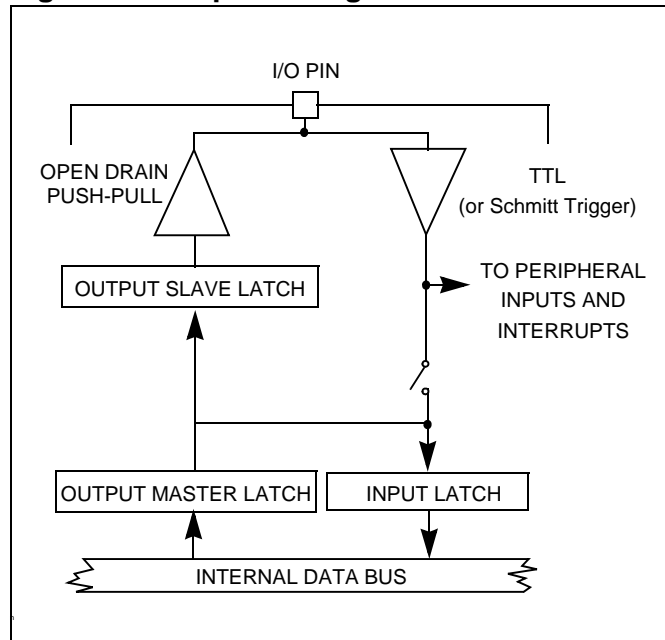 I/O PIN
OPEN DRAIN
PUSH-PULL
TTL
(or Schmitt Trigger)
OUTPUT SLAVE LATCH
TO PERIPHERAL
INPUTS AND
INTERRUPTS
OUTPUT MASTER LATCH
INPUT LATCH
INTERNAL DATA BUS